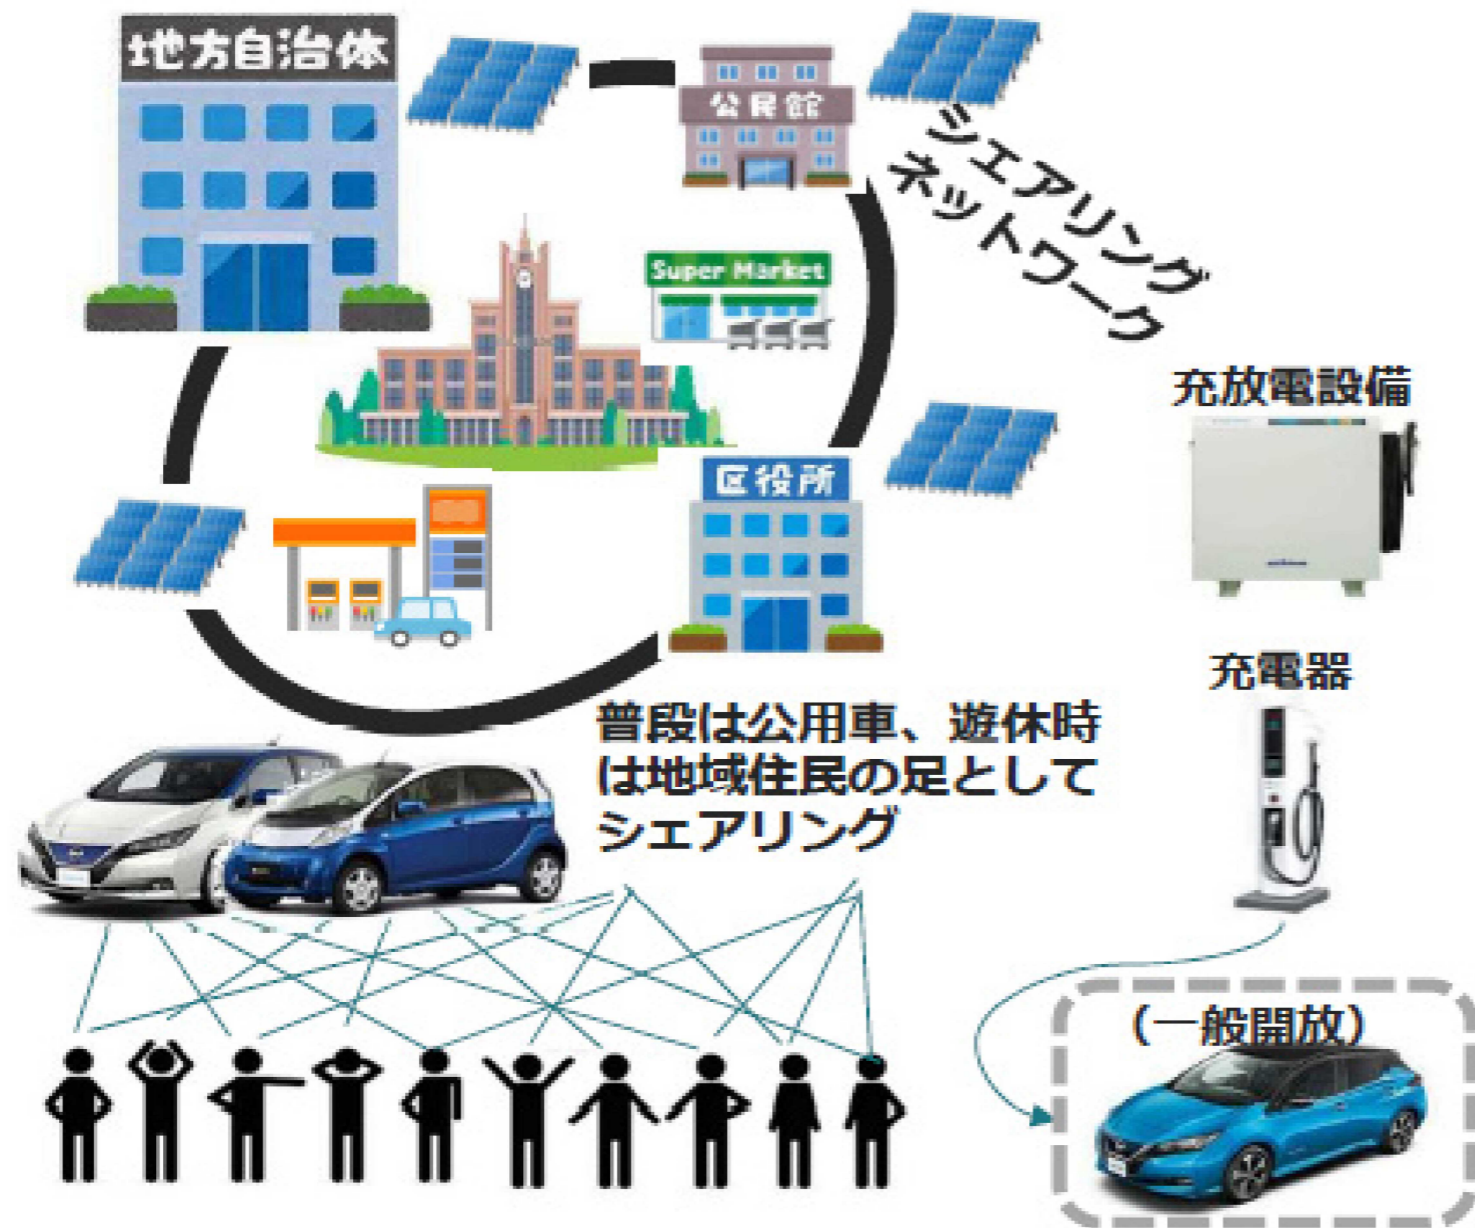 地方自治体
公民館
シェアリング
ネットワーク
Super Market
充放電設備
区役所
充電器
普段は公用車、遊休時
は地域住民の足として
シェアリング
（一般開放）